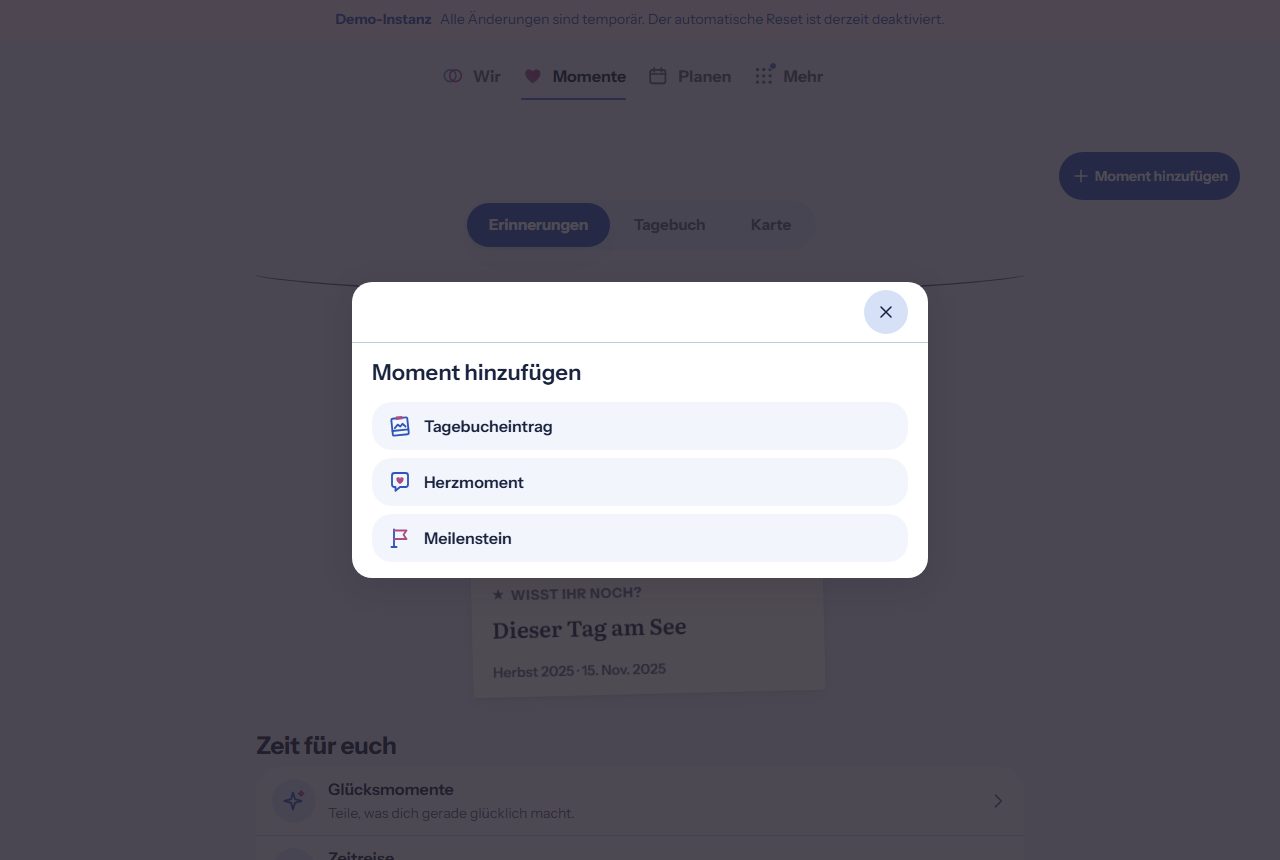 Demo-Instanz Alle Änderungen sind temporär. Der automatische Reset ist derzeit deaktiviert.
Wir Momente Planen Mehr
Moment hinzufügen
Erinnerungen Tagebuch Karte
Moment hinzufügen
Tagebucheintrag
Herzmoment
Meilenstein
WISST IHR NOCH?
Dieser Tag am See
Herbst 2025 · 15. Nov. 2025
Zeit für euch
Glücksmomente
Teile, was dich gerade glücklich macht.
Zeitreise